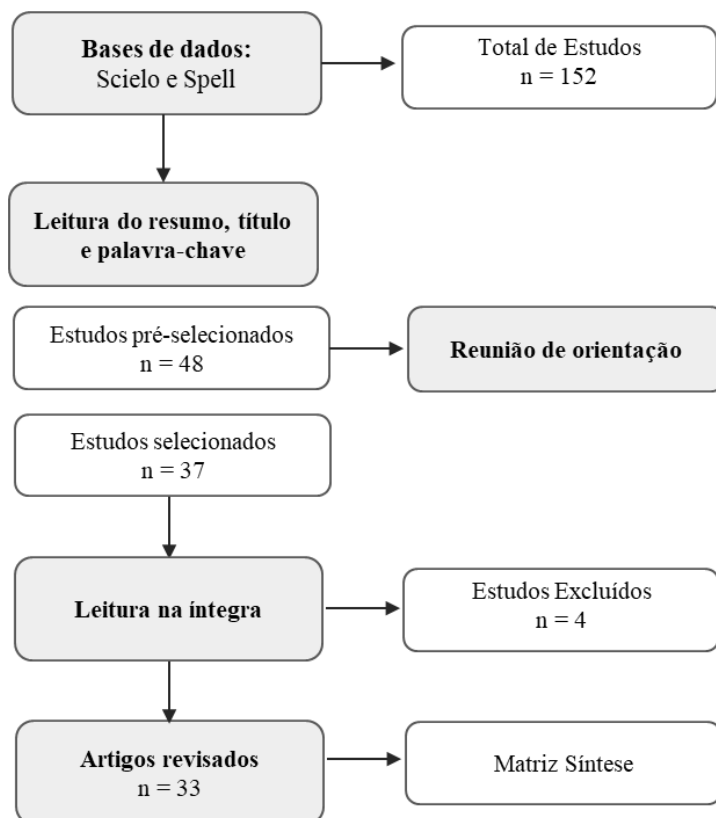 Bases de dados:
Scielo e Spell
Total de Estudos
n = 152
Leitura do resumo, título
e palavra-chave
Estudos pré-selecionados
n = 48
Reunião de orientação
Estudos selecionados
n = 37
Leitura na íntegra
Estudos Excluídos
n = 4
Artigos revisados
n = 33
Matriz Síntese